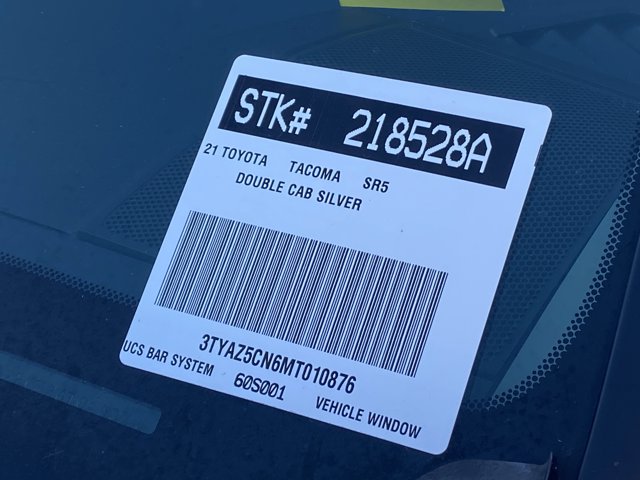 STK# 218528A
21 TOYOTA TACOMA SR5
DOUBLE CAB SILVER
3TYAZ5CN6MT010876
UCS BAR SYSTEM 60S001 VEHICLE WINDOW